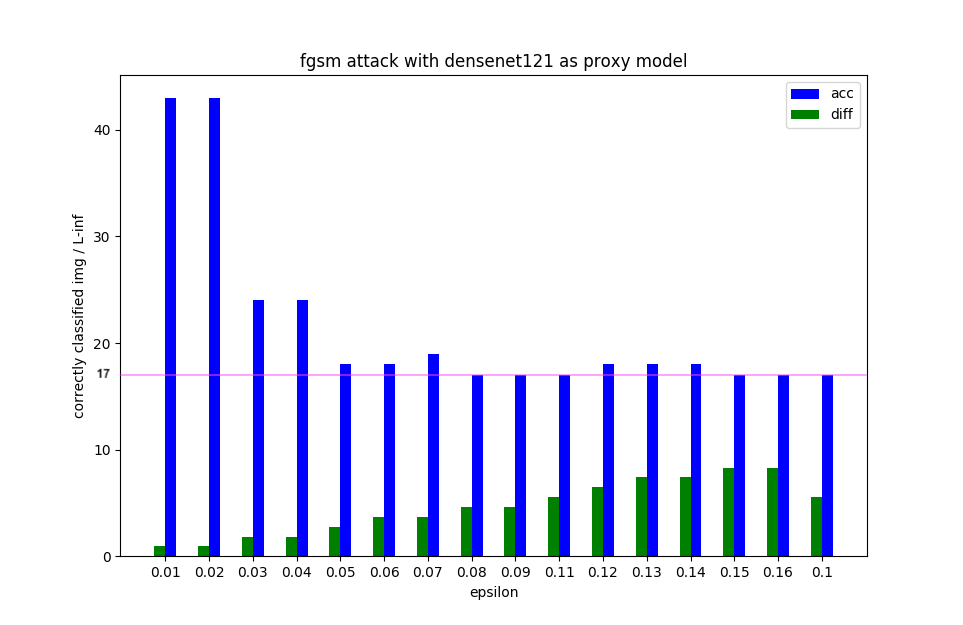 fgsm attack with densenet121 as proxy model
acc
diff
correctly classified img / L-inf
40
30
20
17
10
0
0.01 0.02 0.03 0.04 0.05 0.06 0.07 0.08 0.09 0.11 0.12 0.13 0.14 0.15 0.16 0.1
epsilon